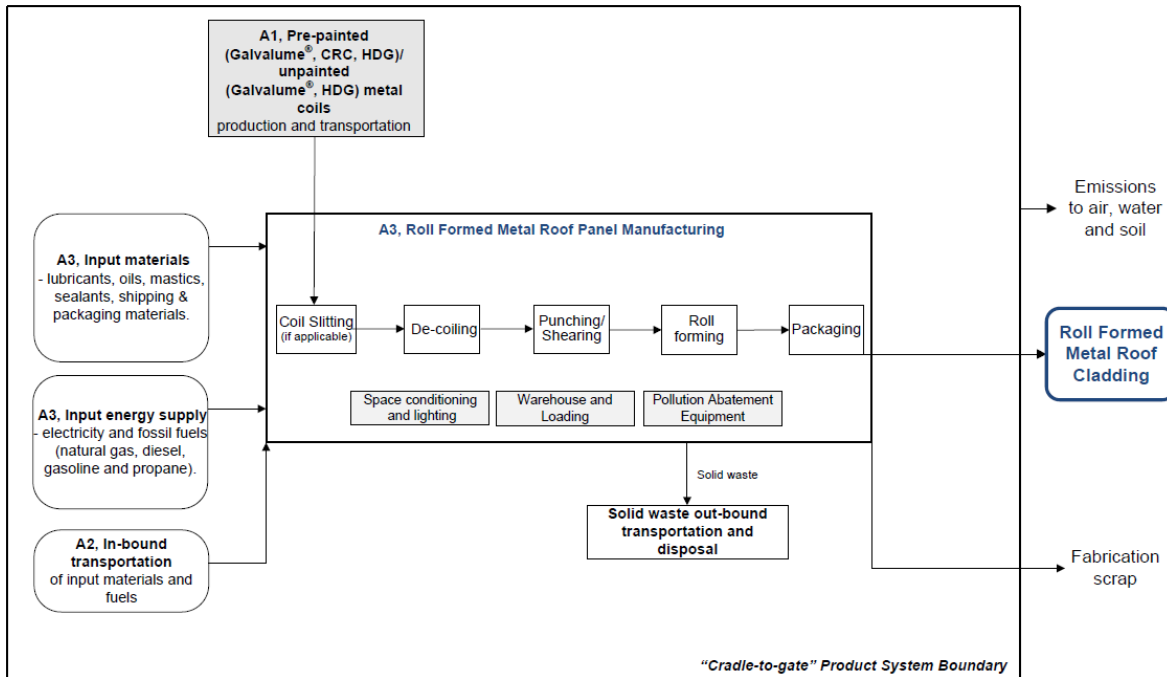 A1, Pre-painted
(Galvalume®, CRC, HDG)/
unpainted
(Galvalume®, HDG) metal
coils
production and transportation
A3, Input materials
- lubricants, oils, mastics,
sealants, shipping &
packaging materials.
A3, Input energy supply
- electricity and fossil fuels
(natural gas, diesel,
gasoline and propane).
A2, In-bound
transportation
of input materials and
fuels
A3, Roll Formed Metal Roof Panel Manufacturing
Coil Slitting
(if applicable)
De-coiling
Punching/
Shearing
Roll
forming
Packaging
Space conditioning
and lighting
Warehouse and
Loading
Pollution Abatement
Equipment
Solid waste
Solid waste out-bound
transportation and
disposal
Emissions
to air, water
and soil
Roll Formed
Metal Roof
Cladding
Fabrication
scrap
"Cradle-to-gate" Product System Boundary